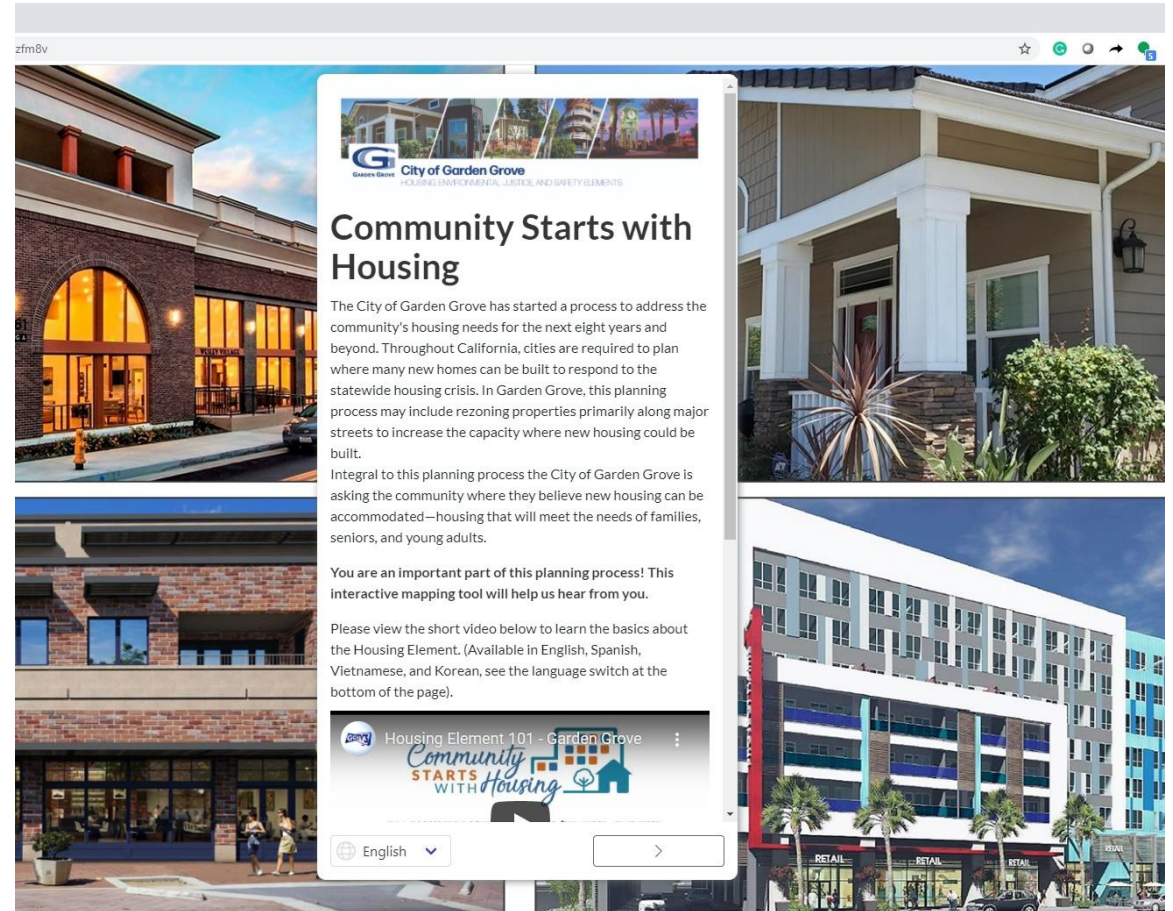 zfm8v
5
GARDEN GROVE
City of Garden Grove
HOUSING, ENVIRONMENTAL JUSTICE, AND SAFETY ELEMENTS
Community Starts with
Housing
The City of Garden Grove has started a process to address the
community's housing needs for the next eight years and
beyond. Throughout California, cities are required to plan
where many new homes can be built to respond to the
statewide housing crisis. In Garden Grove, this planning
process may include rezoning properties primarily along major
streets to increase the capacity where new housing could be
built.
Integral to this planning process the City of Garden Grove is
asking the community where they believe new housing can be
accommodated—housing that will meet the needs of families,
seniors, and young adults.
You are an important part of this planning process! This
interactive mapping tool will help us hear from you.
Please view the short video below to learn the basics about
the Housing Element. (Available in English, Spanish,
Vietnamese, and Korean, see the language switch at the
bottom of the page).
Housing Element 101 - Garden Grove
Community
STARTS
WITH Housing
English
WESLEY VILLAGE
ADT
RETAIL
RETAIL
RETAIL
RETAIL